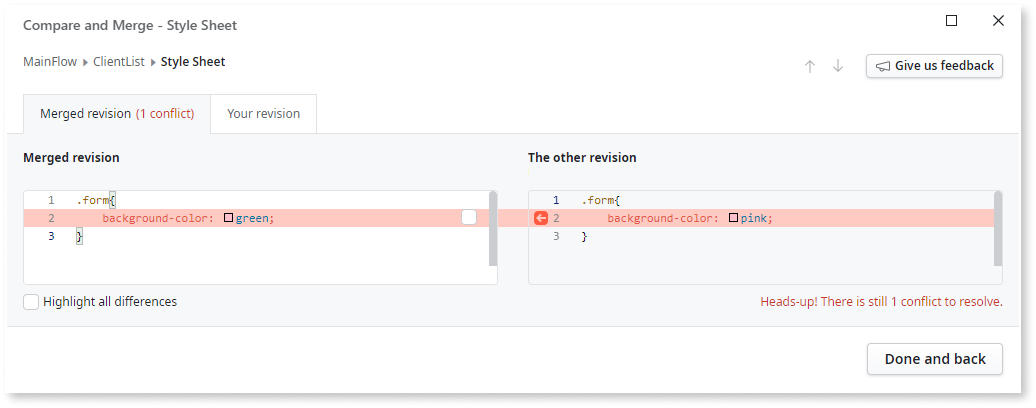 Compare and Merge - Style Sheet
MainFlow ClientList Style Sheet
Give us feedback
Merged revision (1 conflict) Your revision
Merged revision
1 .form{
2 background-color: green;
3 }
The other revision
1 .form{
2 background-color: pink;
3 }
Highlight all differences
Heads-up! There is still 1 conflict to resolve.
Done and back